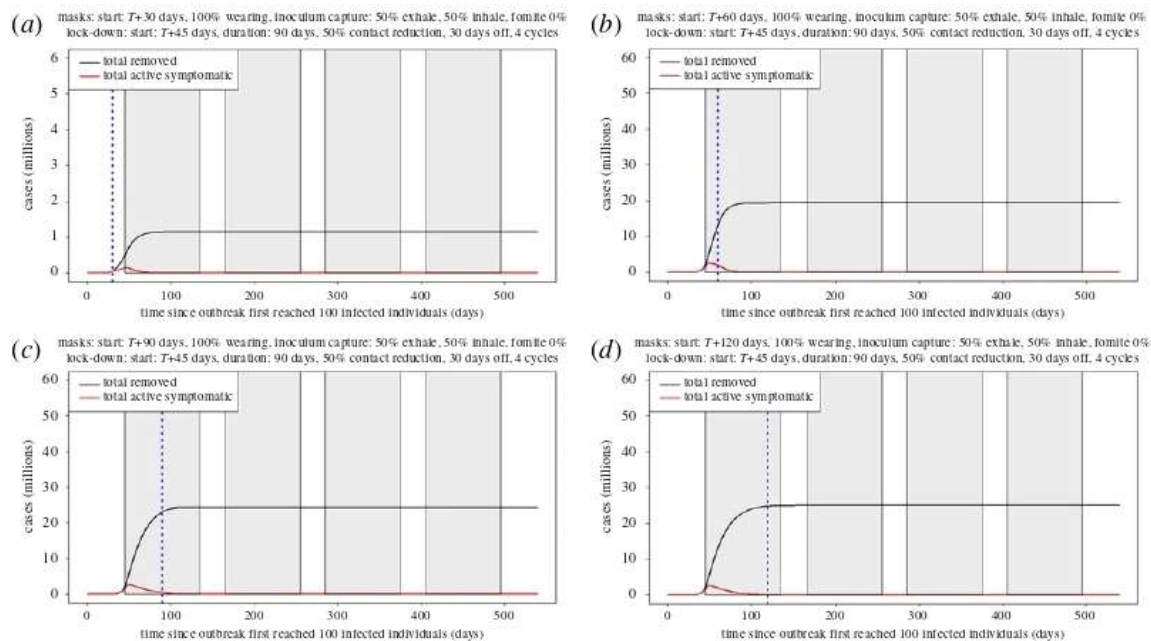 (a)
masks: start: T+30 days, 100% wearing, inoculum capture: 50% exhale, 50% inhale, fomite 0%
lock-down: start: T+45 days, duration: 90 days, 50% contact reduction, 30 days off, 4 cycles
total removed
total active symptomatic
cases (millions)
6
5
4
3
2
1
0
0 100 200 300 400 500
time since outbreak first reached 100 infected individuals (days)
(b)
masks: start: T+60 days, 100% wearing, inoculum capture: 50% exhale, 50% inhale, fomite 0%
lock-down: start: T+45 days, duration: 90 days, 50% contact reduction, 30 days off, 4 cycles
total removed
total active symptomatic
cases (millions)
60
50
40
30
20
10
0
0 100 200 300 400 500
time since outbreak first reached 100 infected individuals (days)
(c)
masks: start: T+90 days, 100% wearing, inoculum capture: 50% exhale, 50% inhale, fomite 0%
lock-down: start: T+45 days, duration: 90 days, 50% contact reduction, 30 days off, 4 cycles
total removed
total active symptomatic
cases (millions)
60
50
40
30
20
10
0
0 100 200 300 400 500
time since outbreak first reached 100 infected individuals (days)
(d)
masks: start: T+120 days, 100% wearing, inoculum capture: 50% exhale, 50% inhale, fomite 0%
lock-down: start: T+45 days, duration: 90 days, 50% contact reduction, 30 days off, 4 cycles
total removed
total active symptomatic
cases (millions)
60
50
40
30
20
10
0
0 100 200 300 400 500
time since outbreak first reached 100 infected individuals (days)